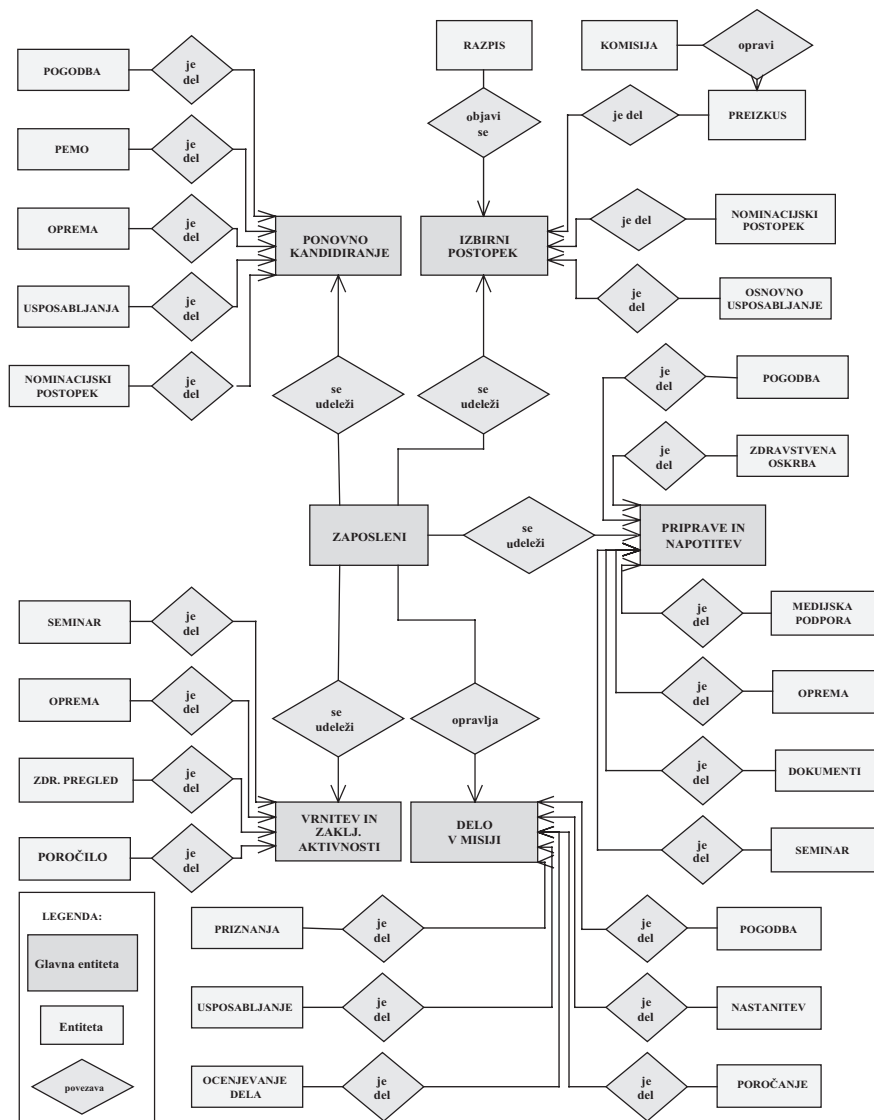 RAZPIS
KOMISIJA
opravi
POGODBA
je
del
objavi
se
je del
PREIZKUS
PEMO
je
del
OPREMA
je
del
PONOVNO
KANDIDIRANJE
IZBIRNI
POSTOPEK
je del
NOMINACIJSKI
POSTOPEK
USPOSABLJANJA
je
del
je
del
OSNOVNO
USPOSABLJANJE
NOMINACIJSKI
POSTOPEK
je
del
se
udeleži
se
udeleži
je
del
POGODBA
je
del
ZDRAVSTVENA
OSKRBA
ZAPOSLENI
se
udeleži
PRIPRAVE IN
NAPOTITEV
SEMINAR
je
del
je
del
MEDIJSKA
PODPORA
OPREMA
je
del
se
udeleži
opravlja
je
del
OPREMA
ZDR. PREGLED
je
del
je
del
DOKUMENTI
POROČILO
je
del
VRNITEV IN
ZAKLJ.
AKTIVNOSTI
DELO
V MISIJI
je
del
SEMINAR
LEGENDA:
Glavna entiteta
Entiteta
povezava
PRIZNANJA
je
del
je
del
POGODBA
USPOSABLJANJE
je
del
je
del
NASTANITEV
OCENJEVANJE
DELA
je
del
je
del
POROČANJE